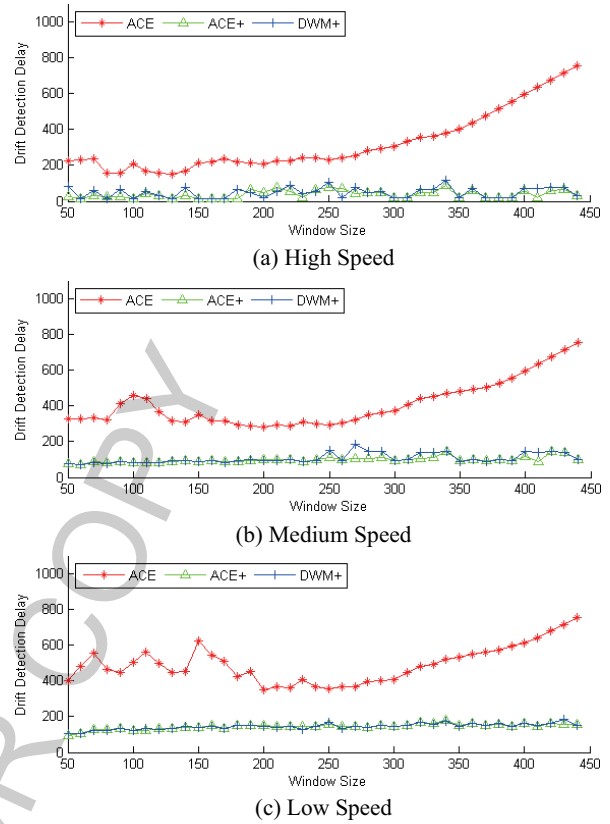 1000
800
600
400
200
0
Drift Detection Delay
ACE ACE+ DWM+
50 100 150 200 250 300 350 400 450
Window Size
(a) High Speed
1000
800
600
400
200
0
Drift Detection Delay
ACE ACE+ DWM+
50 100 150 200 250 300 350 400 450
Window Size
(b) Medium Speed
1000
800
600
400
200
0
Drift Detection Delay
ACE ACE+ DWM+
50 100 150 200 250 300 350 400 450
Window Size
(c) Low Speed
R COPY